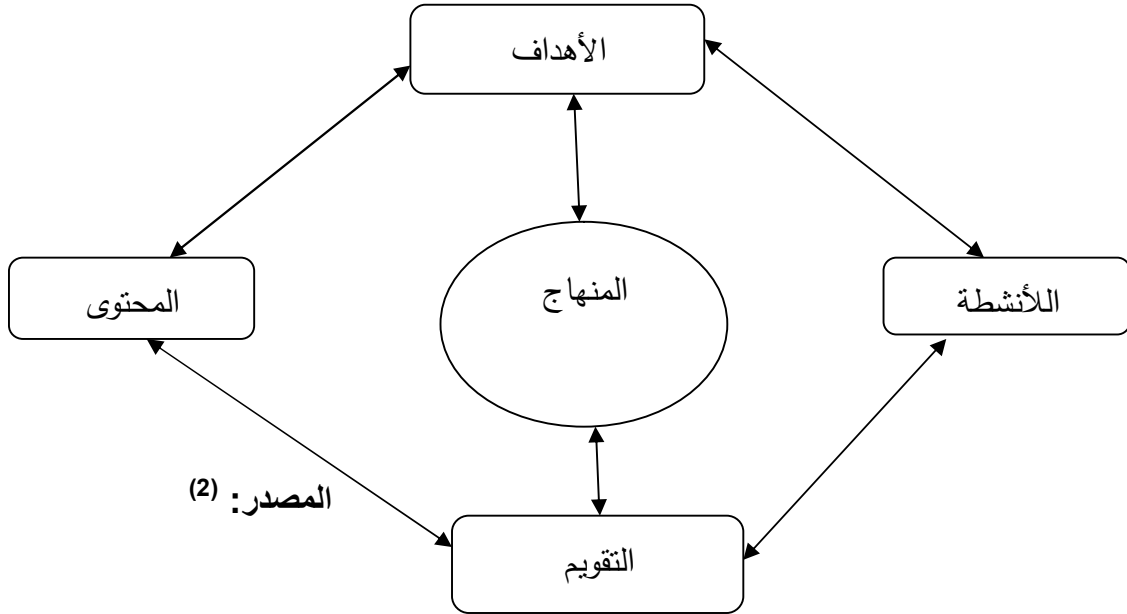 الأهداف
المنهاج
اللأنشطة
المحتوى
المصدر: (2)
التقويم